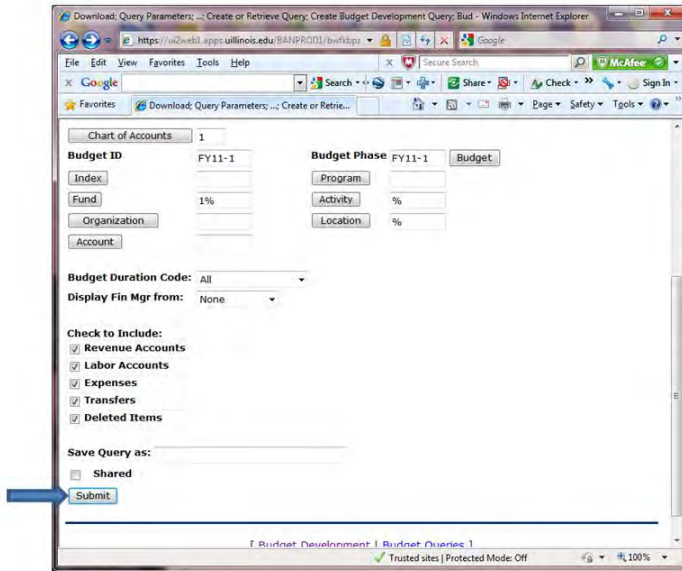 Download; Query Parameters; ...; Create or Retrieve Query; Create Budget Development Query; Bud - Windows Internet Explorer
https://ui2web1.apps.uillinois.edu/BANPROD1/bwfkbps Google
File Edit View Favorites Tools Help x Secure Search McAfee
x Google Search Share Check Sign In
Favorites Download; Query Parameters; ...; Create or Retrie... Page Safety Tools
Chart of Accounts 1
Budget ID FY11-1 Budget Phase FY11-1 Budget
Index Program
Fund 1% Activity %
Organization Location %
Account
Budget Duration Code: All
Display Fin Mgr from: None
Check to Include:
Revenue Accounts
Labor Accounts
Expenses
Transfers
Deleted Items
Save Query as:
Shared
Submit
[ Budget Development | Budget Queries ]
Trusted sites | Protected Mode: Off 100%